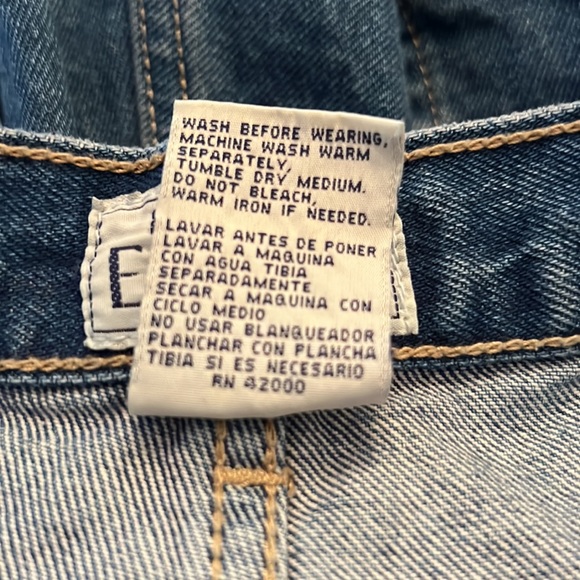 WASH BEFORE WEARING,
MACHINE WASH WARM
SEPARATELY,
TUMBLE DRY MEDIUM.
DO NOT BLEACH,
WARM IRON IF NEEDED.
LAVAR ANTES DE PONER
LAVAR A MAQUINA
CON AGUA TIBIA
SEPARADAMENTE
SECAR A MAQUINA CON
CICLO MEDIO
NO USAR BLANQUEADOR
PLANCHAR CON PLANCHA
TIBIA SI ES NECESARIO
RN 42000